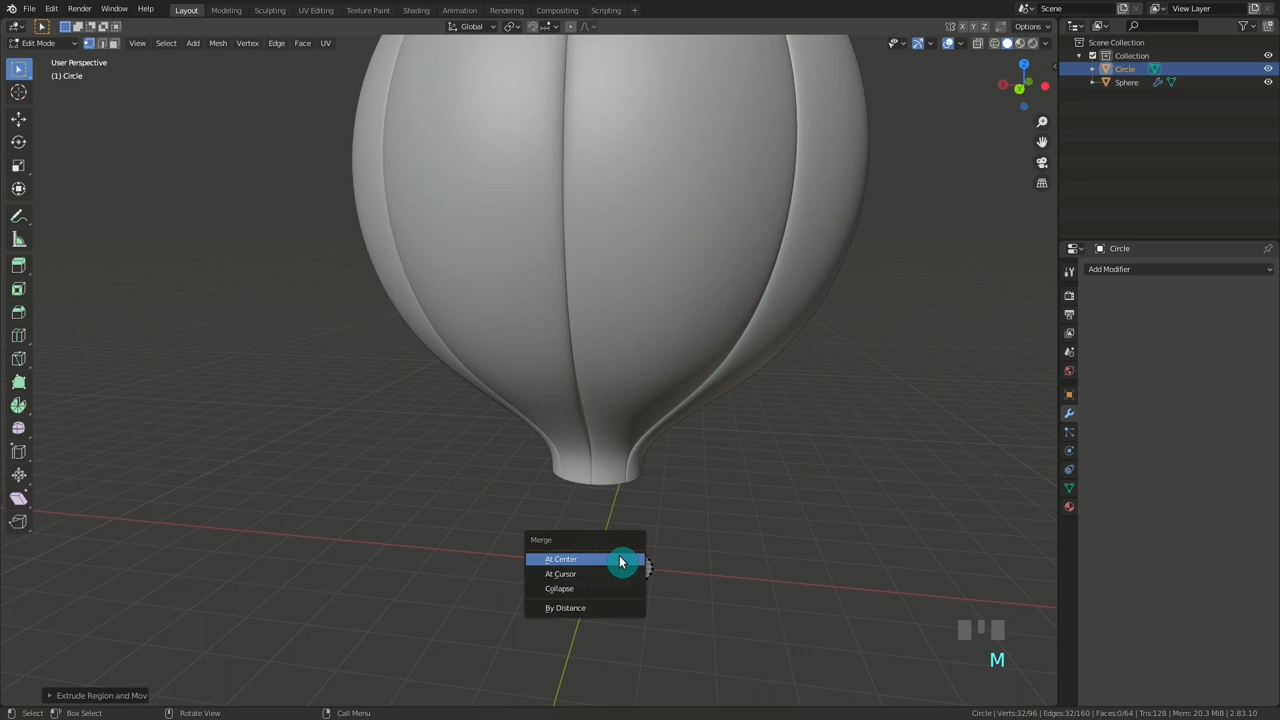 File Edit Render Window Help Layout Modeling Sculpting UV Editing Texture Paint Shading Animation Rendering Compositing Scripting + Scene View Layer
Global Options
Edit Mode View Select Add Mesh Vertex Edge Face UV Scene Collection
User Perspective
(1) Circle
Collection
Circle
Sphere
X Y Z
X
Z
Y
Circle
Add Modifier
Merge
At Center
At Cursor
Collapse
By Distance
M
Extrude Region and Mov
Select Box Select Rotate View Call Menu Circle | Verts:32/96 | Edges:32/160 | Faces:0/64 | Tris:128 | Mem: 20.3 MiB | 2.83.10